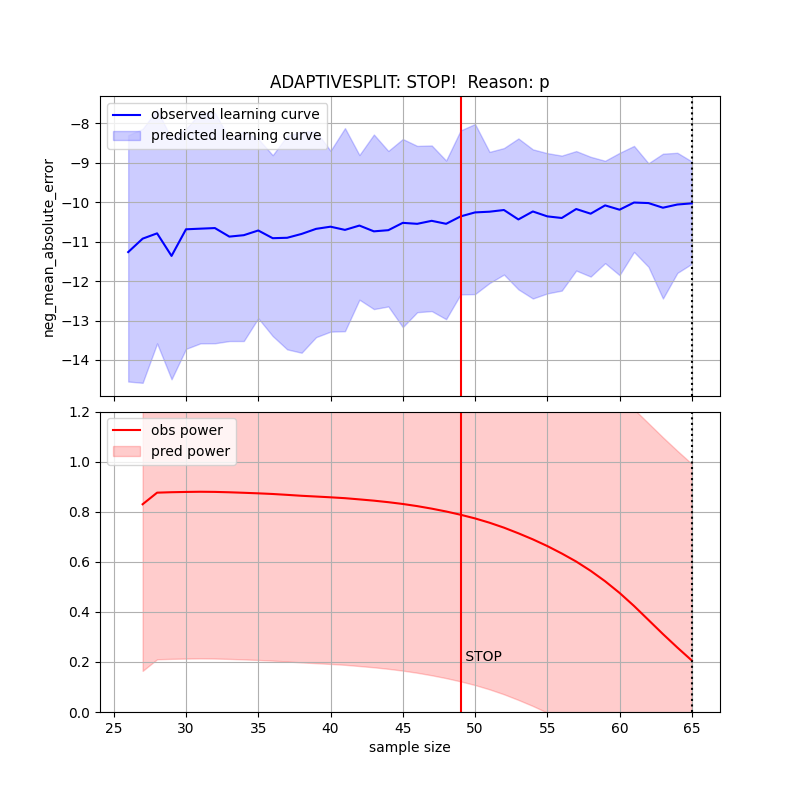 ADAPTIVESPLIT: STOP!  Reason: p
observed learning curve
predicted learning curve
−8
−9
−10
−11
−12
−13
−14
neg_mean_absolute_error
obs power
pred power
1.2
1.0
0.8
0.6
0.4
0.2
0.0
STOP
25 30 35 40 45 50 55 60 65
sample size